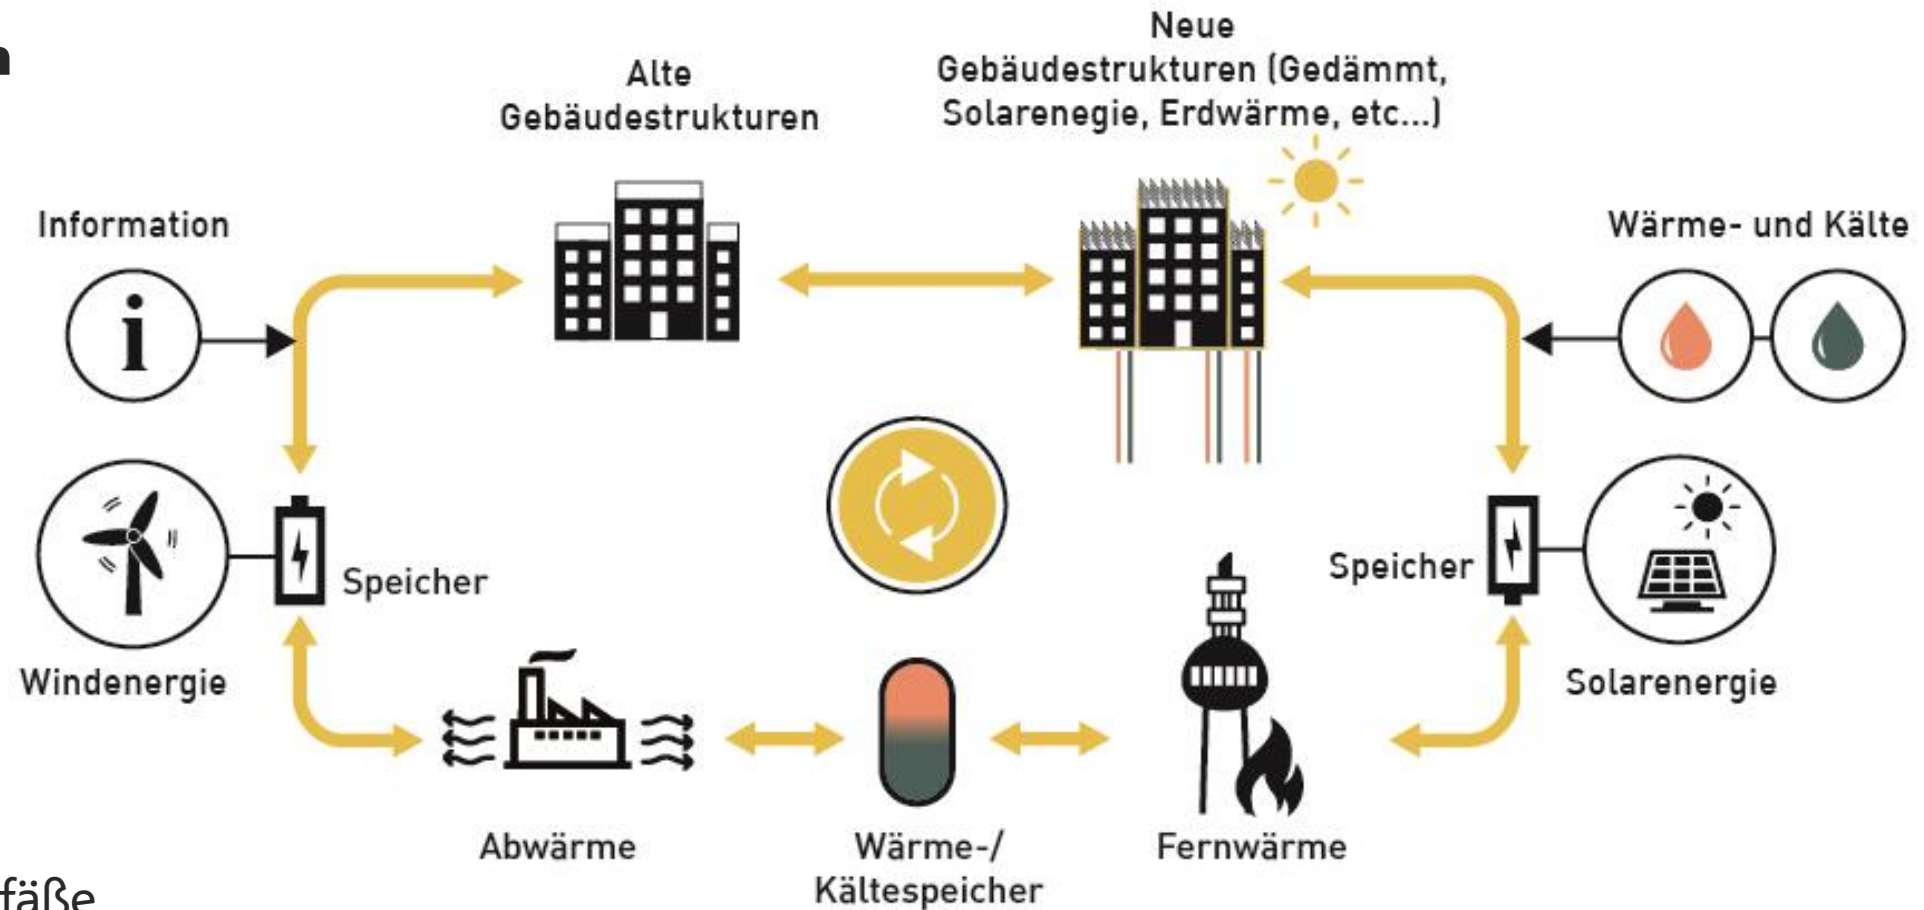 n
Neue
Gebäudestrukturen (Gedämmt,
Solarenegie, Erdwärme, etc...)
Alte
Gebäudestrukturen
Information
i
Wärme- und Kälte
Speicher
Speicher
Windenergie
Solarenergie
Abwärme
Wärme-/
Kältespeicher
Fernwärme
fäße